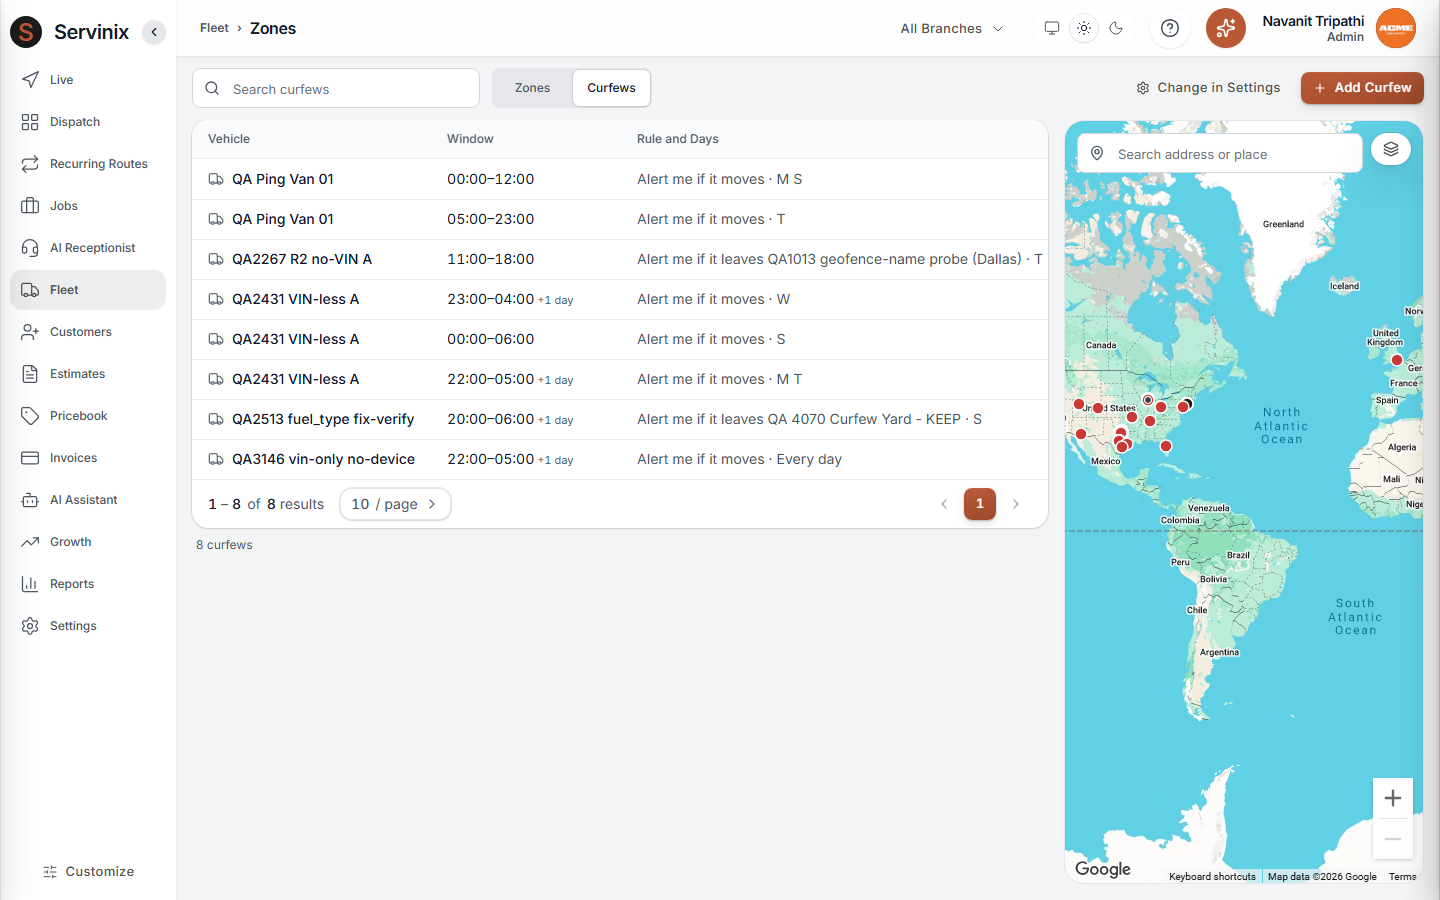 Servinix
Fleet › Zones
All Branches
Navanit Tripathi
Admin
ACME
Live
Dispatch
Recurring Routes
Jobs
AI Receptionist
Fleet
Customers
Estimates
Pricebook
Invoices
AI Assistant
Growth
Reports
Settings
Customize
Search curfews
Zones
Curfews
Change in Settings
+ Add Curfew
Vehicle Window Rule and Days
QA Ping Van 01 00:00–12:00 Alert me if it moves · M S
QA Ping Van 01 05:00–23:00 Alert me if it moves · T
QA2267 R2 no-VIN A 11:00–18:00 Alert me if it leaves QA1013 geofence-name probe (Dallas) · T
QA2431 VIN-less A 23:00–04:00 +1 day Alert me if it moves · W
QA2431 VIN-less A 00:00–06:00 Alert me if it moves · S
QA2431 VIN-less A 22:00–05:00 +1 day Alert me if it moves · M T
QA2513 fuel_type fix-verify 20:00–06:00 +1 day Alert me if it leaves QA 4070 Curfew Yard - KEEP · S
QA3146 vin-only no-device 22:00–05:00 +1 day Alert me if it moves · Every day
1 – 8 of 8 results 10 / page 1
8 curfews
Search address or place
Greenland
Iceland
Norw
United
Kingdom
Canada
Ger
France
Spain
North
Atlantic
Ocean
Algeria
Mexico
Mali
Ni
Nige
Venezuela
Colombia
Brazil
Peru
Bolivia
Chile
South
Atlantic
Ocean
Argentina
Google
Keyboard shortcuts Map data ©2026 Google Terms